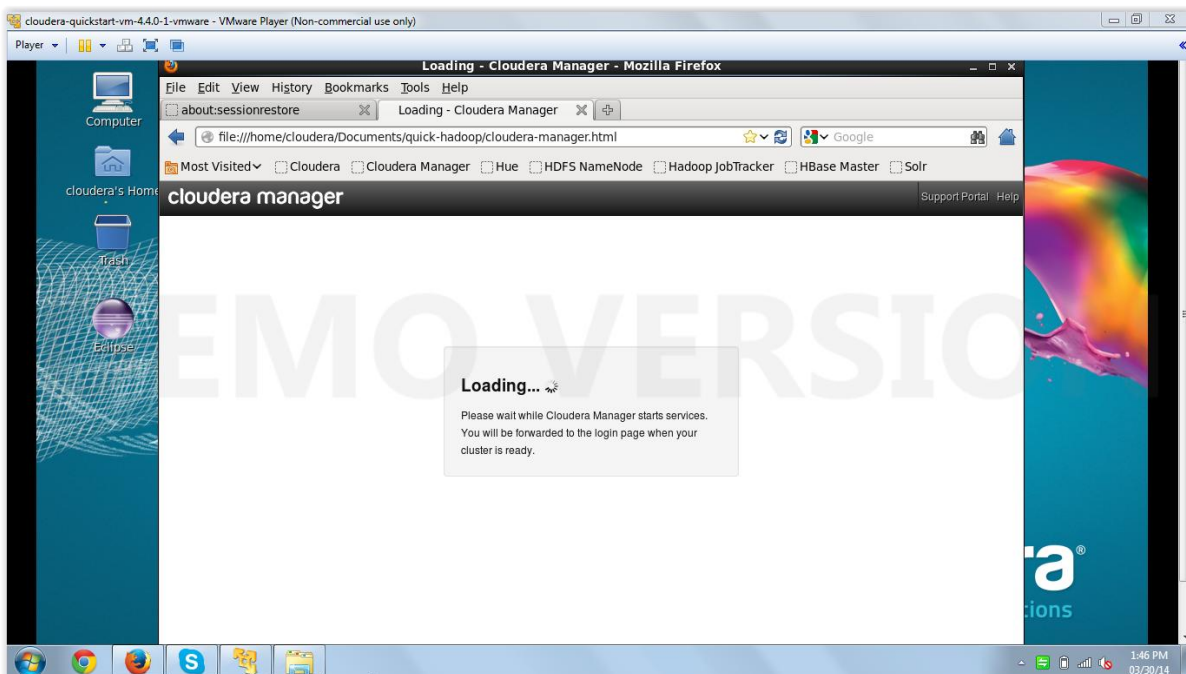 cloudera-quickstart-vm-4.4.0-1-vmware - VMware Player (Non-commercial use only)
Player
Loading - Cloudera Manager - Mozilla Firefox
File Edit View History Bookmarks Tools Help
about:sessionrestore Loading - Cloudera Manager
file:///home/cloudera/Documents/quick-hadoop/cloudera-manager.html Google
Most Visited Cloudera Cloudera Manager Hue HDFS NameNode Hadoop JobTracker HBase Master Solr
cloudera manager Support Portal Help
Computer
cloudera's Home
Trash
Eclipse
EMO VERSION
Loading...
Please wait while Cloudera Manager starts services.
You will be forwarded to the login page when your
cluster is ready.
ra®
tions
1:46 PM
03/30/14